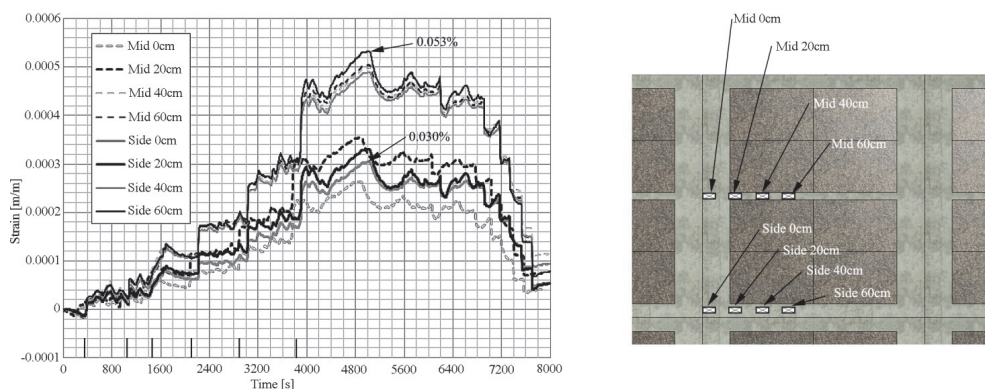 0.0006
0.0005
0.0004
0.0003
0.0002
0.0001
0
-0.0001
Strain [m/m]
Mid 0cm
Mid 20cm
Mid 40cm
Mid 60cm
Side 0cm
Side 20cm
Side 40cm
Side 60cm
0.053%
0.030%
0 800 1600 2400 3200 4000 4800 5600 6400 7200 8000
Time [s]
Mid 0cm
Mid 20cm
Mid 40cm
Mid 60cm
Side 0cm
Side 20cm
Side 40cm
Side 60cm